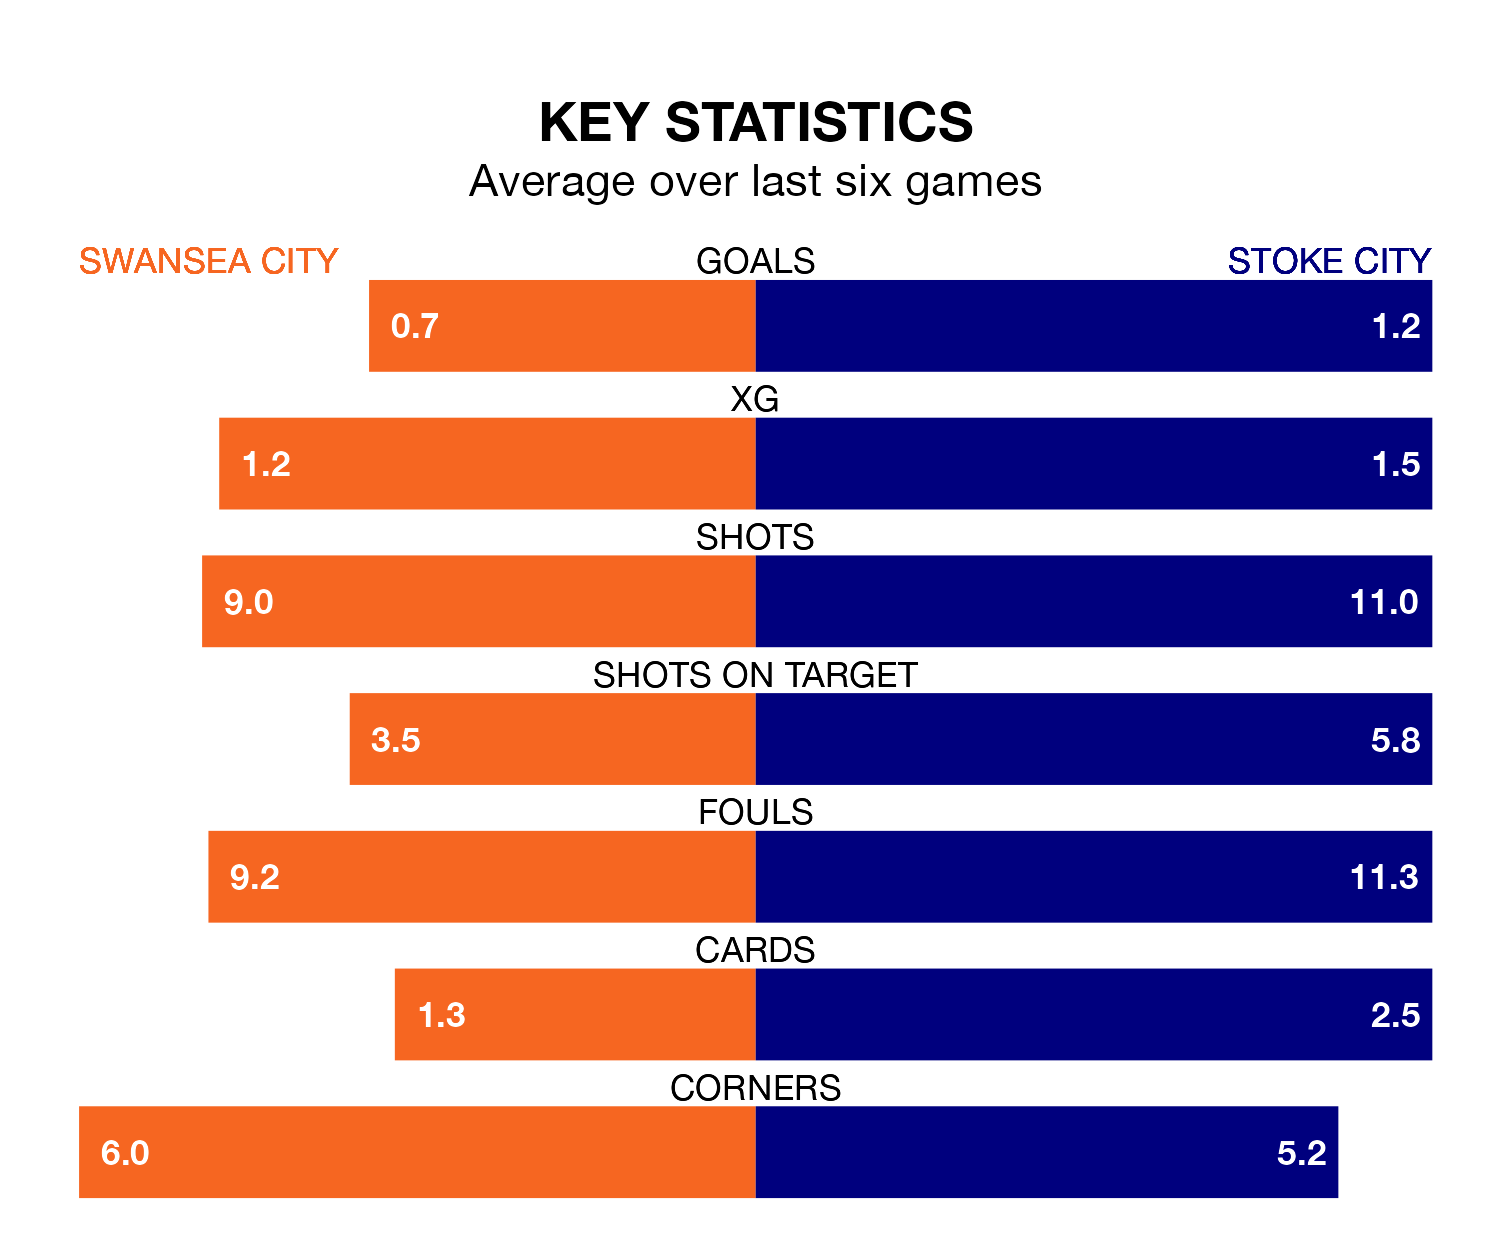 KEY STATISTICS
Average over last six games
SWANSEA CITY GOALS STOKE CITY
0.7 1.2
XG
1.2 1.5
SHOTS
9.0 11.0
SHOTS ON TARGET
3.5 5.8
FOULS
9.2 11.3
CARDS
1.3 2.5
CORNERS
6.0 5.2